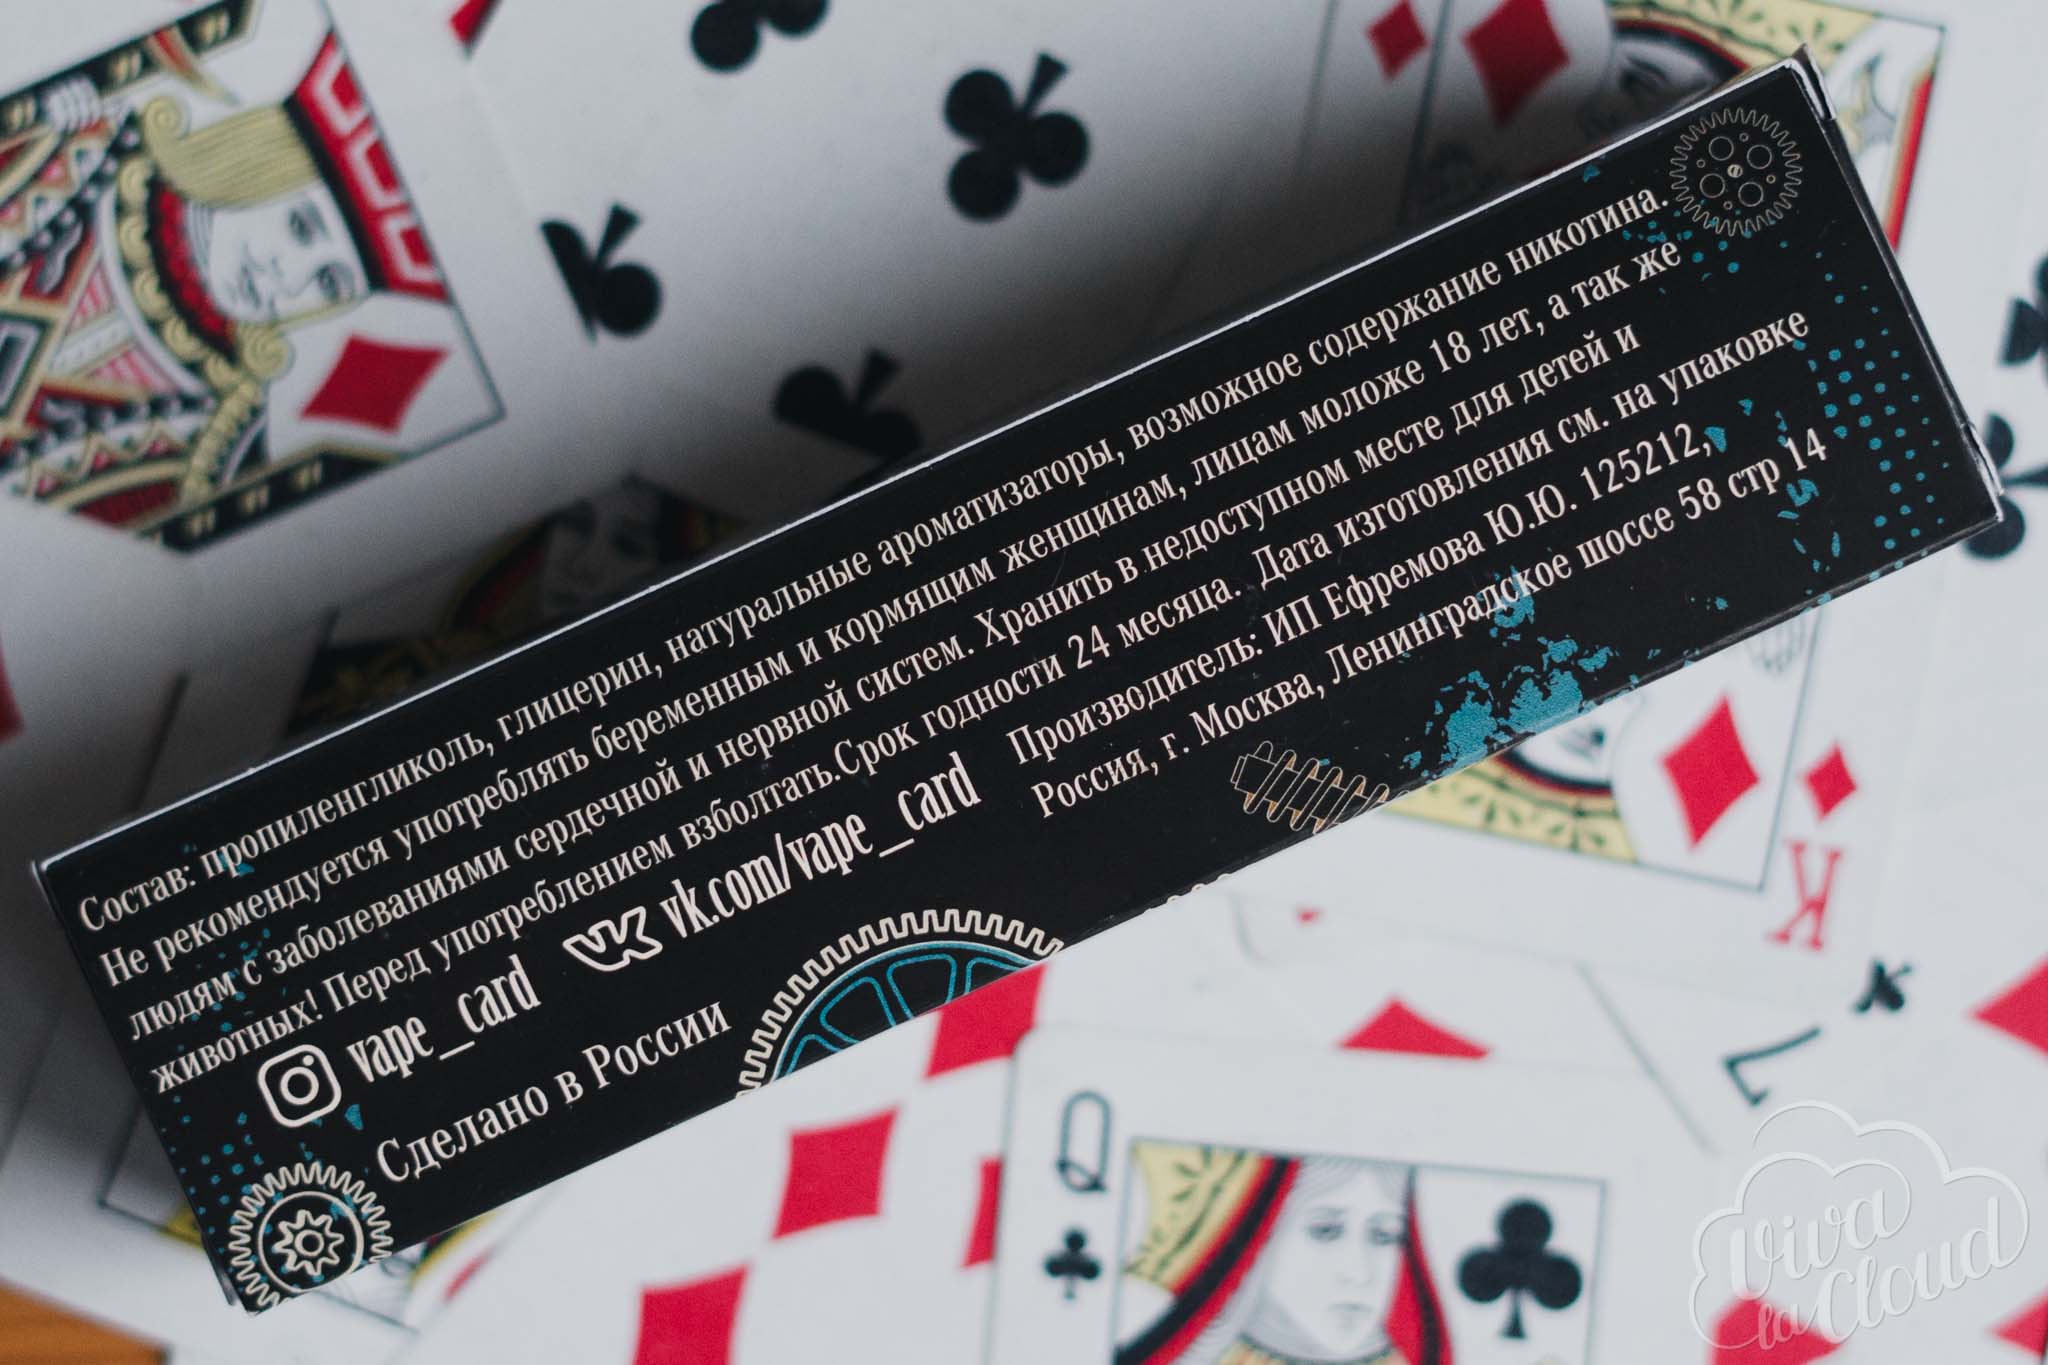 Состав: пропиленгликоль, глицерин, натуральные ароматизаторы, возможное содержание никотина.
Не рекомендуется употреблять беременным и кормящим женщинам, лицам моложе 18 лет, а так же
людям с заболеваниями сердечной и нервной систем. Хранить в недоступном месте для детей и
животных! Перед употреблением взболтать.Срок годности 24 месяца. Дата изготовления см. на упаковке
vape_card
vk.com/vape_card
Производитель: ИП Ефремова Ю.Ю. 125212,
Россия, г. Москва, Ленинградское шоссе 58 стр 14
Сделано в России
K
7
Q
Viva
la Cloud